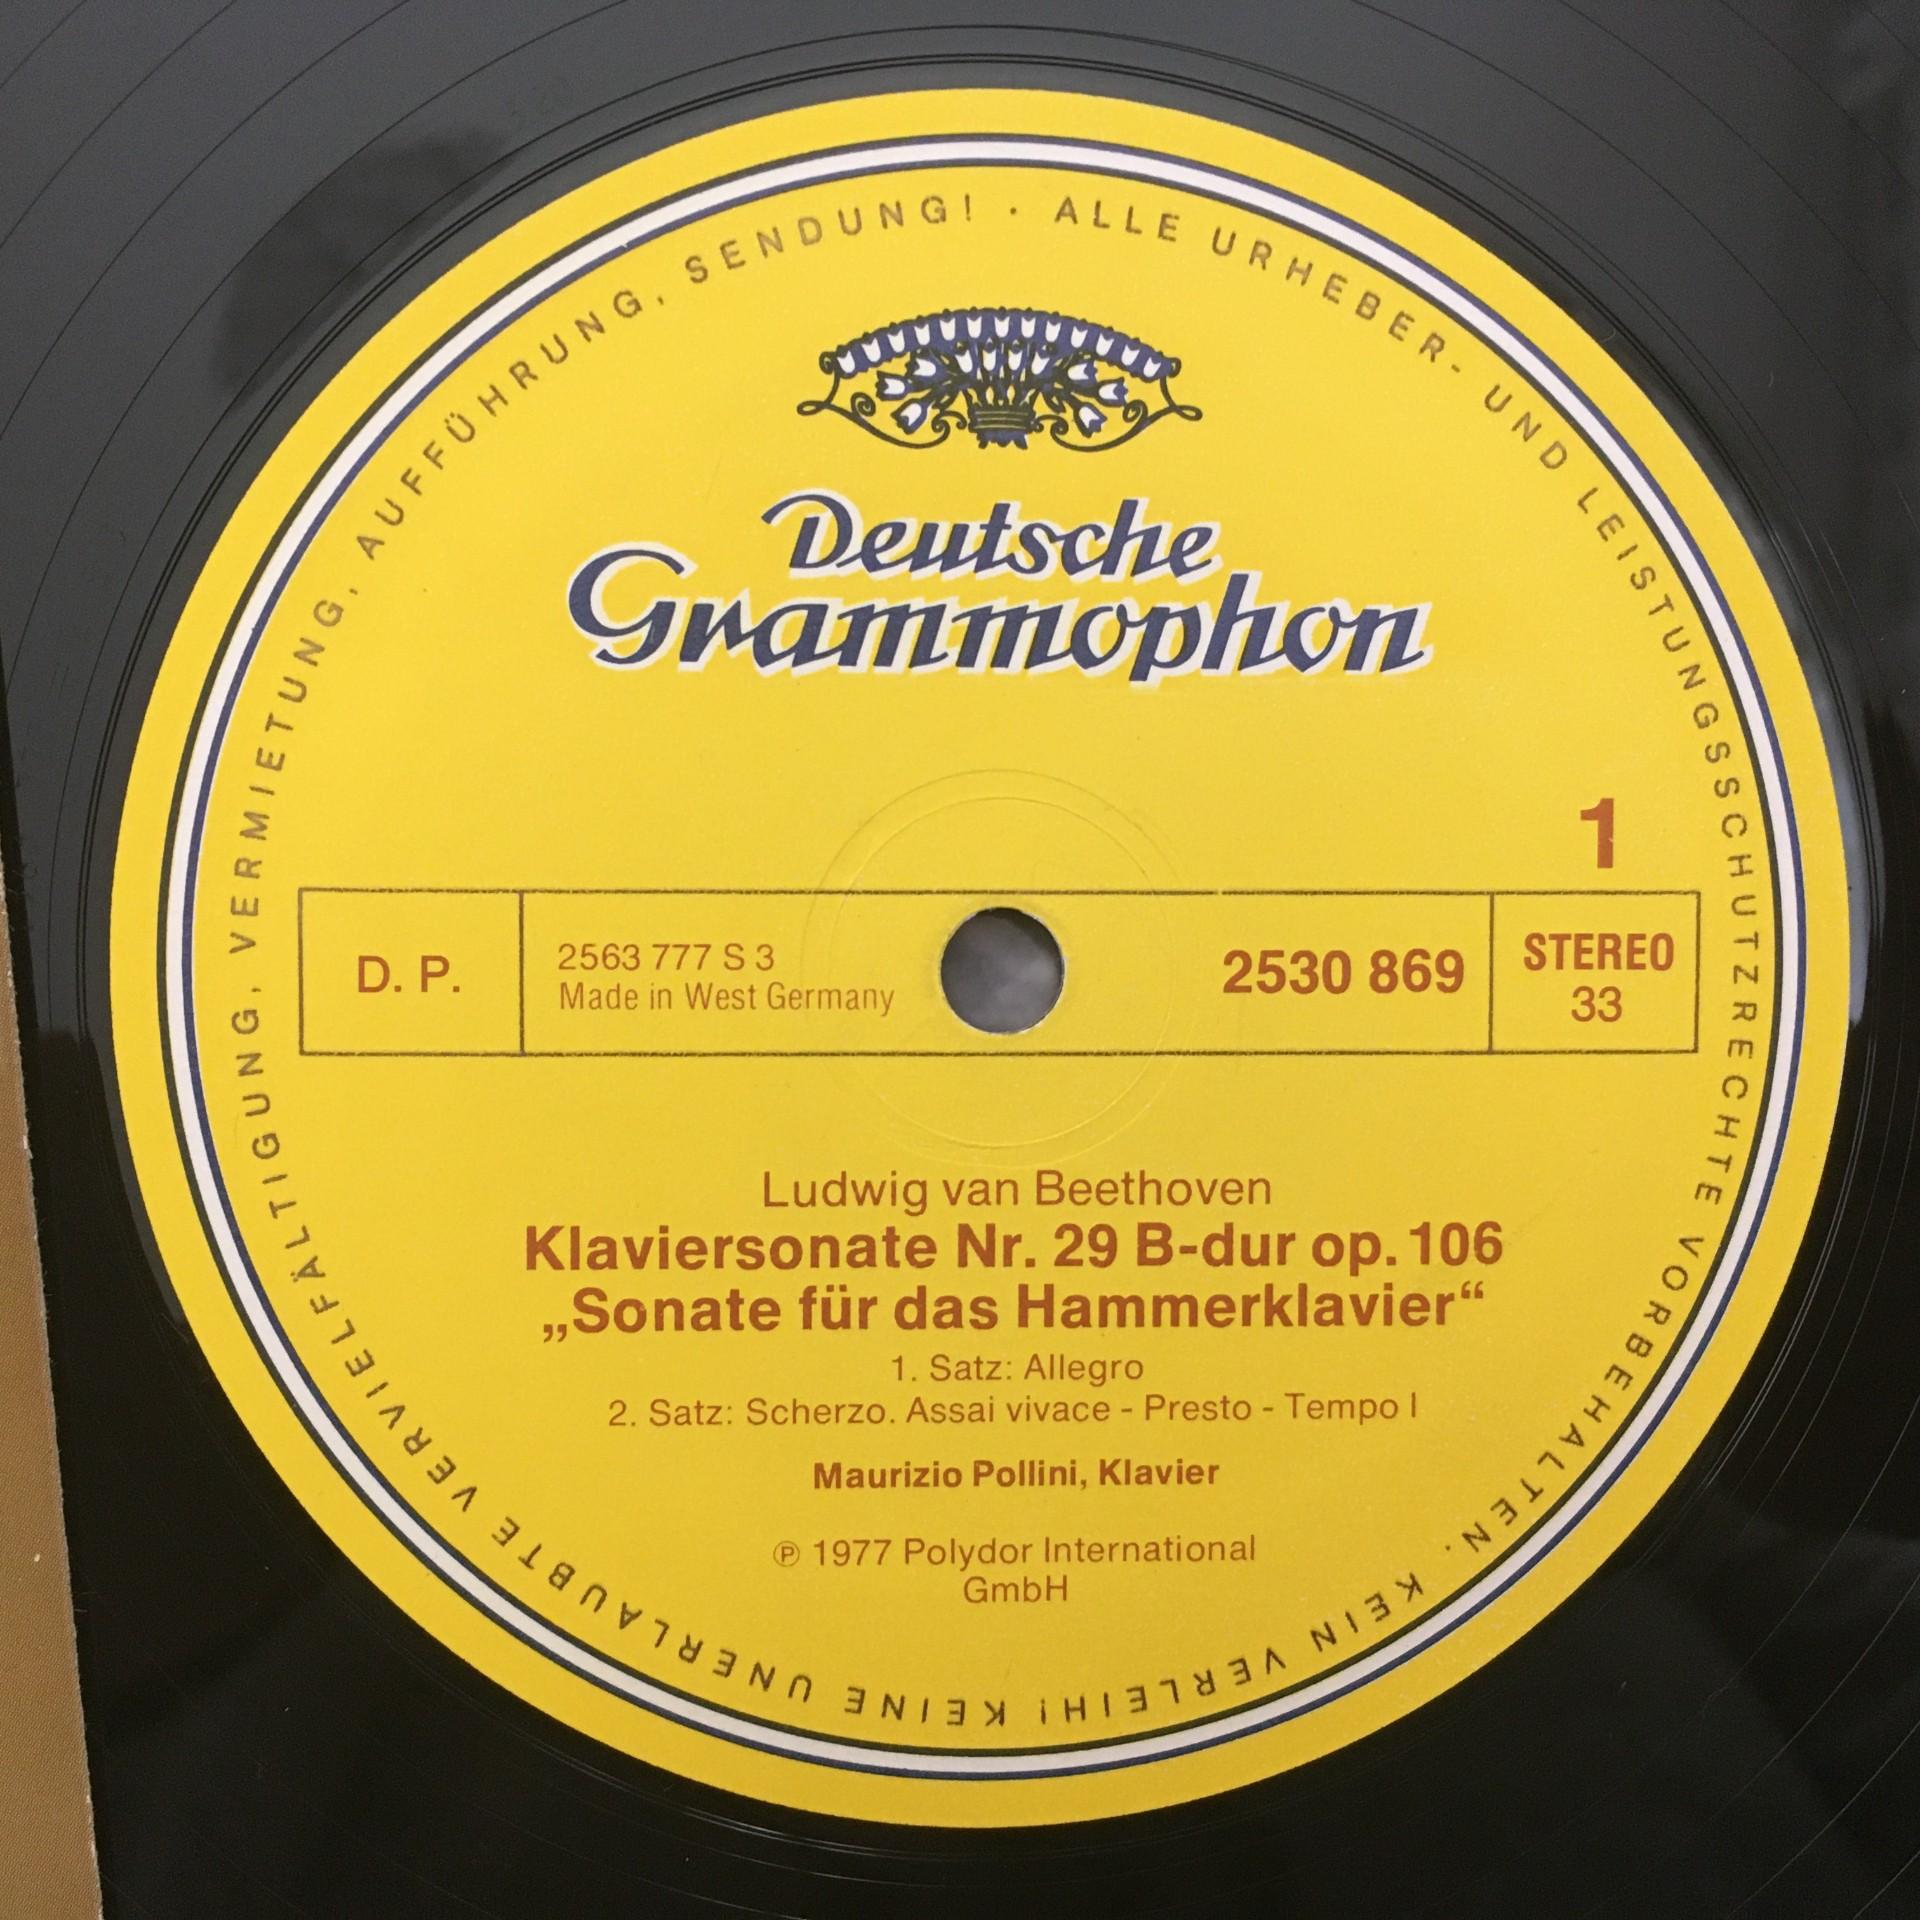 ALLE URHEBER- UND LEISTUNGSSCHUTZRECHTE VORBEHALTEN. KEIN VERLEIH! KEINE UNERLAUBTE VERVIELFÄLTIGUNG, VERMIETUNG, AUFFÜHRUNG, SENDUNG! ·
Deutsche
Grammophon
1
D. P.
2563 777 S 3
Made in West Germany
2530 869
STEREO
33
Ludwig van Beethoven
Klaviersonate Nr. 29 B-dur op. 106
„Sonate für das Hammerklavier“
1. Satz: Allegro
2. Satz: Scherzo. Assai vivace - Presto - Tempo I
Maurizio Pollini, Klavier
℗ 1977 Polydor International
GmbH